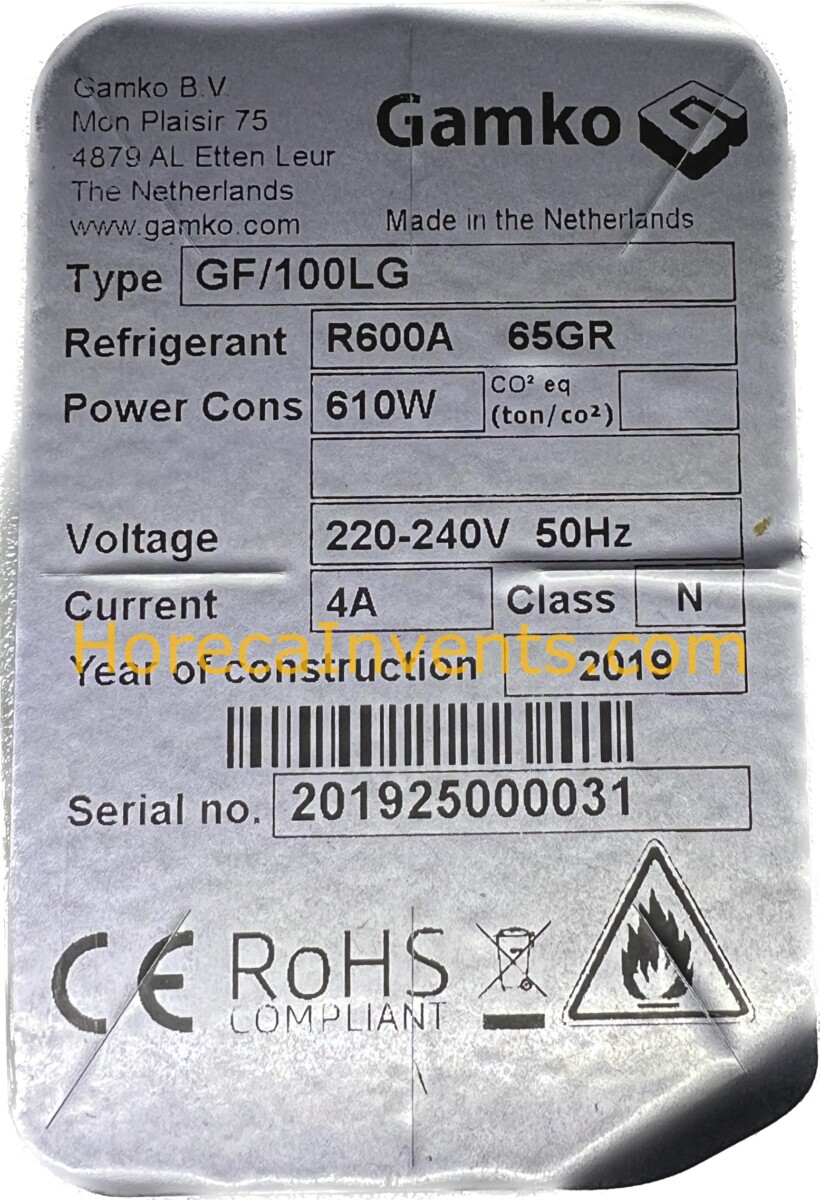 Gamko B.V.
Mon Plaisir 75
4879 AL Etten Leur
The Netherlands
www.gamko.com
Gamko
Made in the Netherlands
Type GF/100LG
Refrigerant R600A 65GR
Power Cons 610W CO² eq (ton/co²)
Voltage 220-240V 50Hz
Current 4A Class N
HorecaInvents.com
Year of construction 2019
Serial no. 201925000031
CE RoHS
COMPLIANT